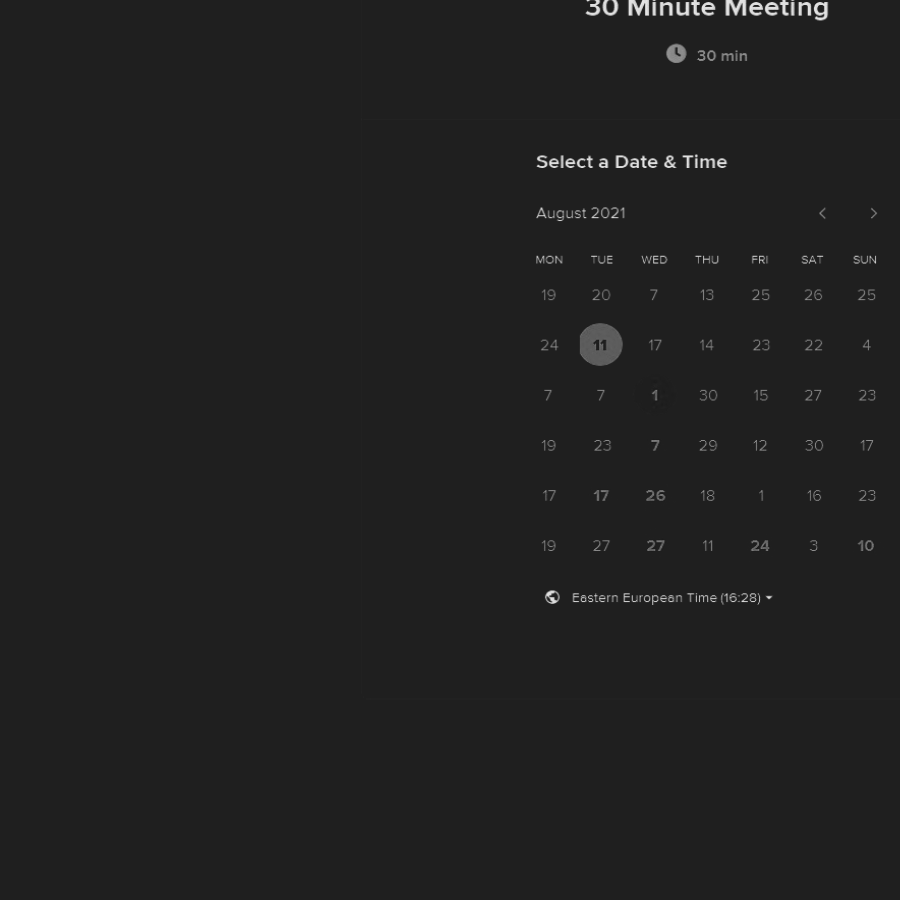 30 Minute Meeting
30 min
Select a Date & Time
August 2021
MON TUE WED THU FRI SAT SUN
19 20 7 13 25 26 25
24 11 17 14 23 22 4
7 7 1 30 15 27 23
19 23 7 29 12 30 17
17 17 26 18 1 16 23
19 27 27 11 24 3 10
Eastern European Time (16:28)